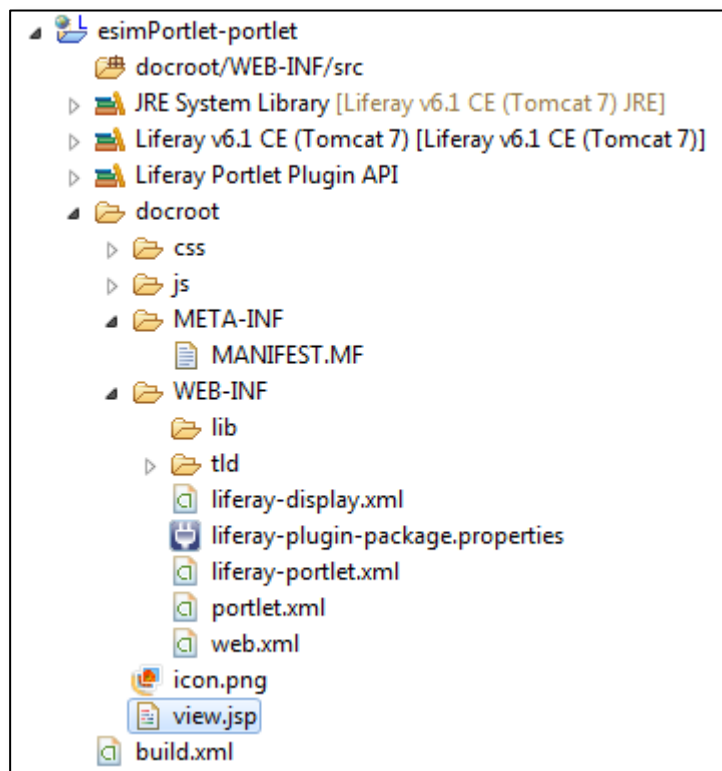 esimPortlet-portlet
docroot/WEB-INF/src
JRE System Library [Liferay v6.1 CE (Tomcat 7) JRE]
Liferay v6.1 CE (Tomcat 7) [Liferay v6.1 CE (Tomcat 7)]
Liferay Portlet Plugin API
docroot
css
js
META-INF
MANIFEST.MF
WEB-INF
lib
tld
liferay-display.xml
liferay-plugin-package.properties
liferay-portlet.xml
portlet.xml
web.xml
icon.png
view.jsp
build.xml